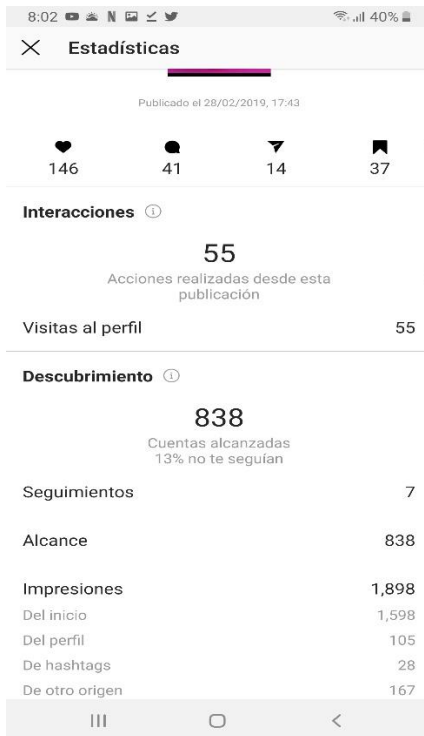 8:02 N 40%
Estadísticas
Publicado el 28/02/2019, 17:43
146 41 14 37
Interacciones
55
Acciones realizadas desde esta
publicación
Visitas al perfil 55
Descubrimiento
838
Cuentas alcanzadas
13% no te seguían
Seguimientos 7
Alcance 838
Impresiones 1,898
Del inicio 1,598
Del perfil 105
De hashtags 28
De otro origen 167